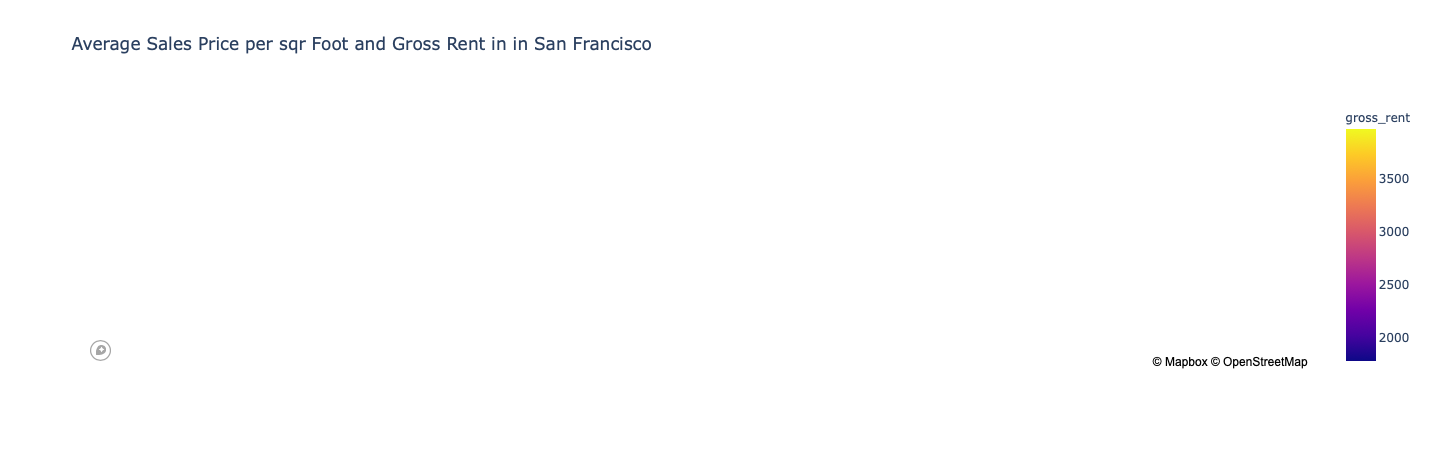 Average Sales Price per sqr Foot and Gross Rent in in San Francisco
gross_rent
3500
3000
2500
2000
© Mapbox © OpenStreetMap